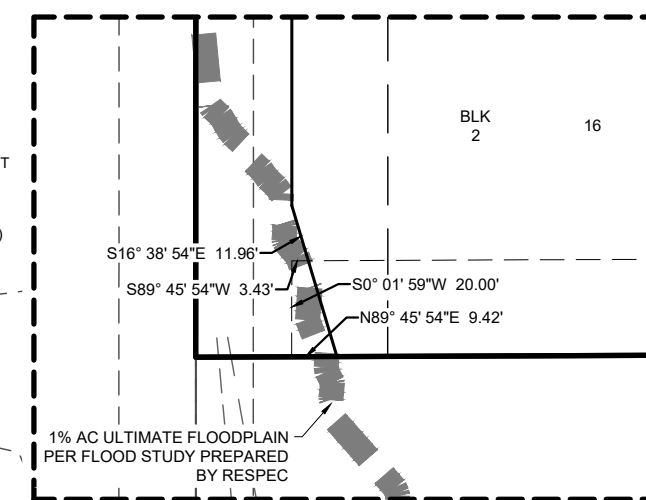 T
)
BLK
2
16
S16° 38' 54"E 11.96'
S89° 45' 54"W 3.43'
S0° 01' 59"W 20.00'
N89° 45' 54"E 9.42'
1% AC ULTIMATE FLOODPLAIN
PER FLOOD STUDY PREPARED
BY RESPEC